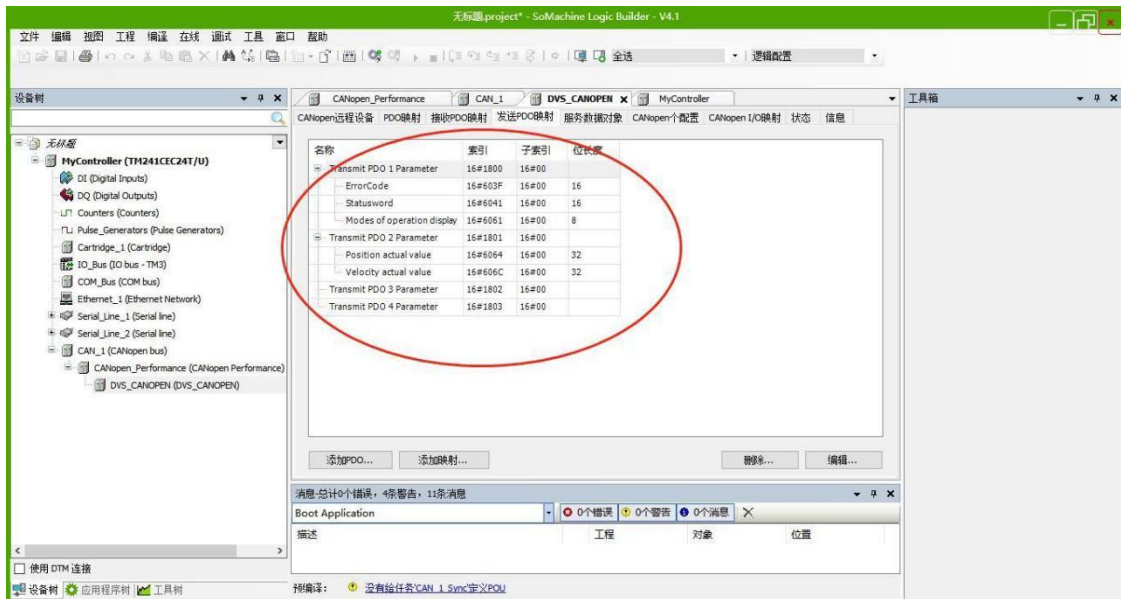 无标题.project* - SoMachine Logic Builder - V4.1
文件 编辑 视图 工程 编译 在线 调试 工具 窗口 帮助
全选 逻辑配置
设备树
CANopen_Performance CAN_1 DVS_CANOPEN MyController
工具箱
CANopen远程设备 PDO映射 接收PDO映射 发送PDO映射 服务数据对象 CANopen个配置 CANopen I/O映射 状态 信息
无标题
MyController (TM241CEC24T/U)
DI (Digital Inputs)
DQ (Digital Outputs)
Counters (Counters)
Pulse_Generators (Pulse Generators)
Cartridge_1 (Cartridge)
IO_Bus (IO bus - TM3)
COM_Bus (COM bus)
Ethernet_1 (Ethernet Network)
Serial_Line_1 (Serial line)
Serial_Line_2 (Serial line)
CAN_1 (CANopen bus)
CANopen_Performance (CANopen Performance)
DVS_CANOPEN (DVS_CANOPEN)
名称 索引 子索引 位长度
Transmit PDO 1 Parameter 16#1800 16#00
ErrorCode 16#603F 16#00 16
Statusword 16#6041 16#00 16
Modes of operation display 16#6061 16#00 8
Transmit PDO 2 Parameter 16#1801 16#00
Position actual value 16#6064 16#00 32
Velocity actual value 16#606C 16#00 32
Transmit PDO 3 Parameter 16#1802 16#00
Transmit PDO 4 Parameter 16#1803 16#00
添加PDO... 添加映射... 删除... 编辑...
消息-总计0个错误，4条警告，11条消息
Boot Application 0个错误 0个警告 0个消息
描述 工程 对象 位置
使用 DTM 连接
设备树 应用程序树 工具树
预编译： 没有给任务'CAN_1_Sync'定义POU